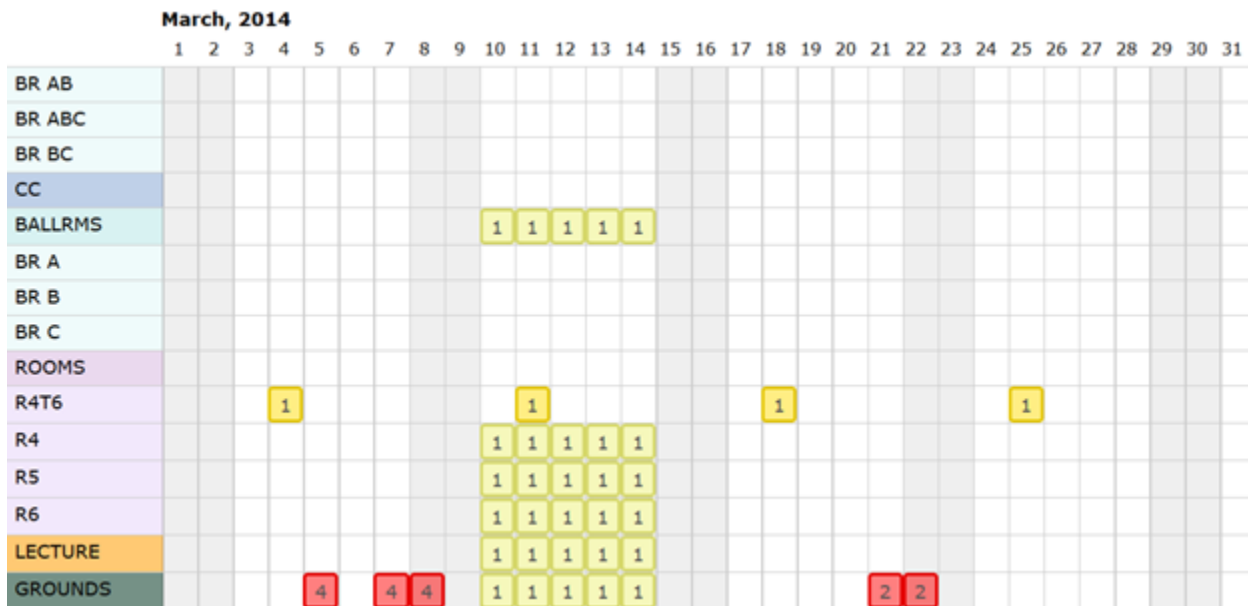 March, 2014
1 2 3 4 5 6 7 8 9 10 11 12 13 14 15 16 17 18 19 20 21 22 23 24 25 26 27 28 29 30 31
BR AB
BR ABC
BR BC
CC
BALLRMS 1 1 1 1 1
BR A
BR B
BR C
ROOMS
R4T6 1 1 1 1
R4 1 1 1 1 1
R5 1 1 1 1 1
R6 1 1 1 1 1
LECTURE 1 1 1 1 1
GROUNDS 4 4 4 1 1 1 1 1 2 2